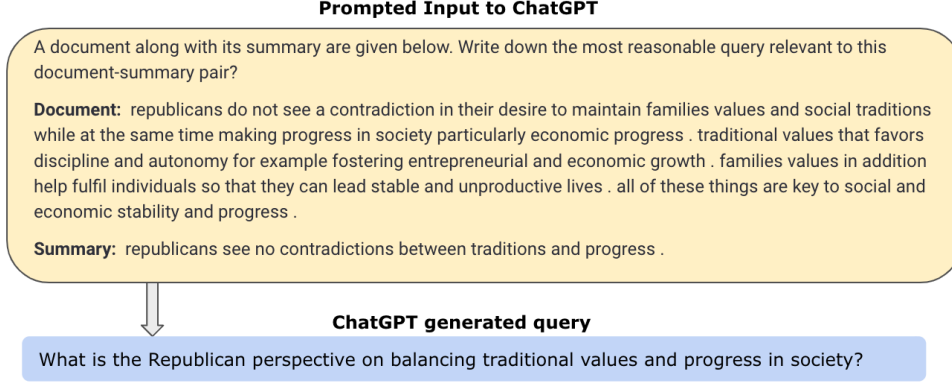 Prompted Input to ChatGPT
A document along with its summary are given below. Write down the most reasonable query relevant to this
document-summary pair?
Document: republicans do not see a contradiction in their desire to maintain families values and social traditions
while at the same time making progress in society particularly economic progress . traditional values that favors
discipline and autonomy for example fostering entrepreneurial and economic growth . families values in addition
help fulfil individuals so that they can lead stable and unproductive lives . all of these things are key to social and
economic stability and progress .
Summary: republicans see no contradictions between traditions and progress .
ChatGPT generated query
What is the Republican perspective on balancing traditional values and progress in society?